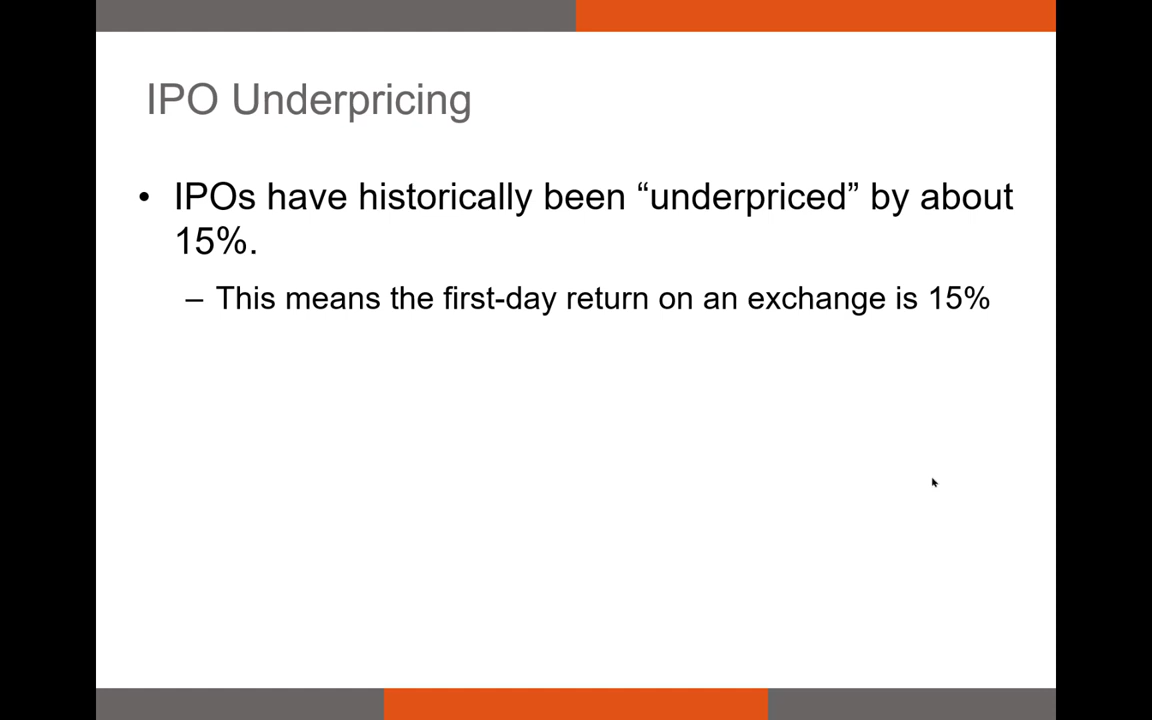 IPO Underpricing
• IPOs have historically been “underpriced” by about
15%.
– This means the first-day return on an exchange is 15%